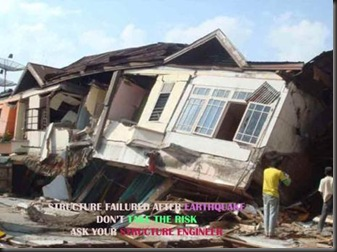 STRUCTURE FAILURED AFTER EARTHQUAKE
DON'T TAKE THE RISK
ASK YOUR STRUCTURE ENGINEER